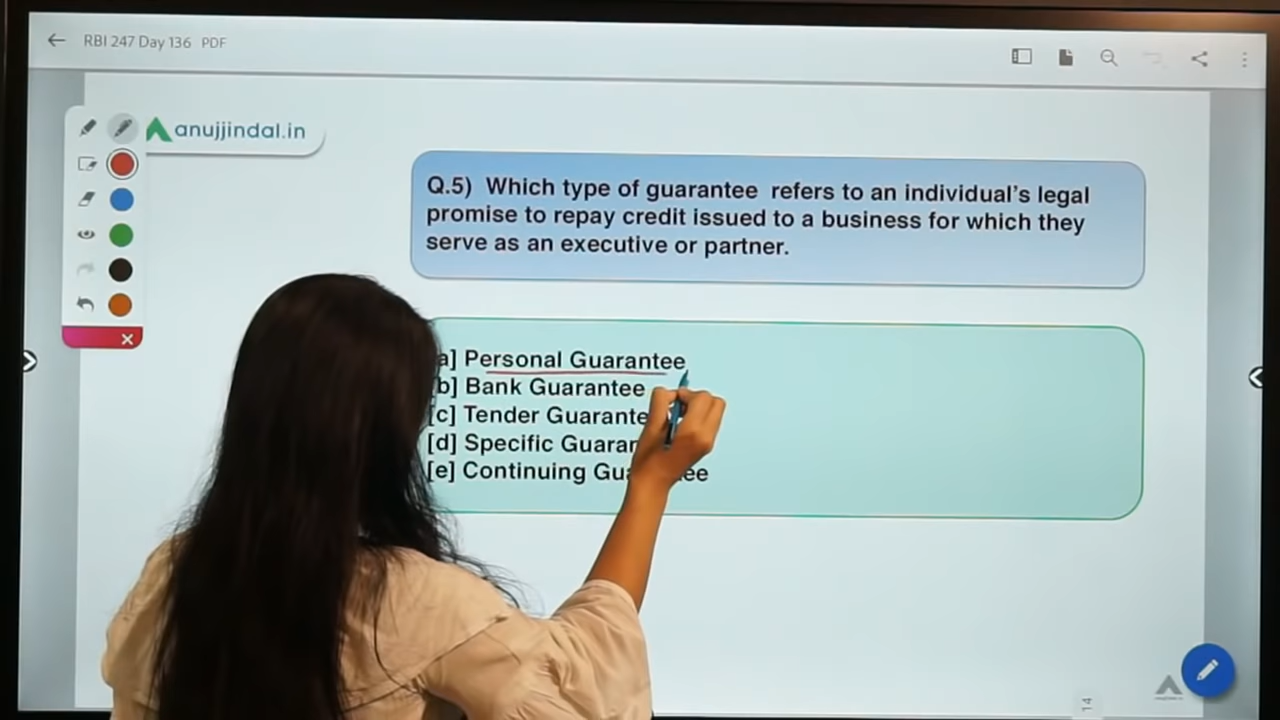 RBI 247 Day 136 PDF
anujjindal.in
Q.5) Which type of guarantee refers to an individual's legal
promise to repay credit issued to a business for which they
serve as an executive or partner.
a] Personal Guarantee
[b] Bank Guarantee
[c] Tender Guarante
[d] Specific Guaran
[e] Continuing Gu ee
14